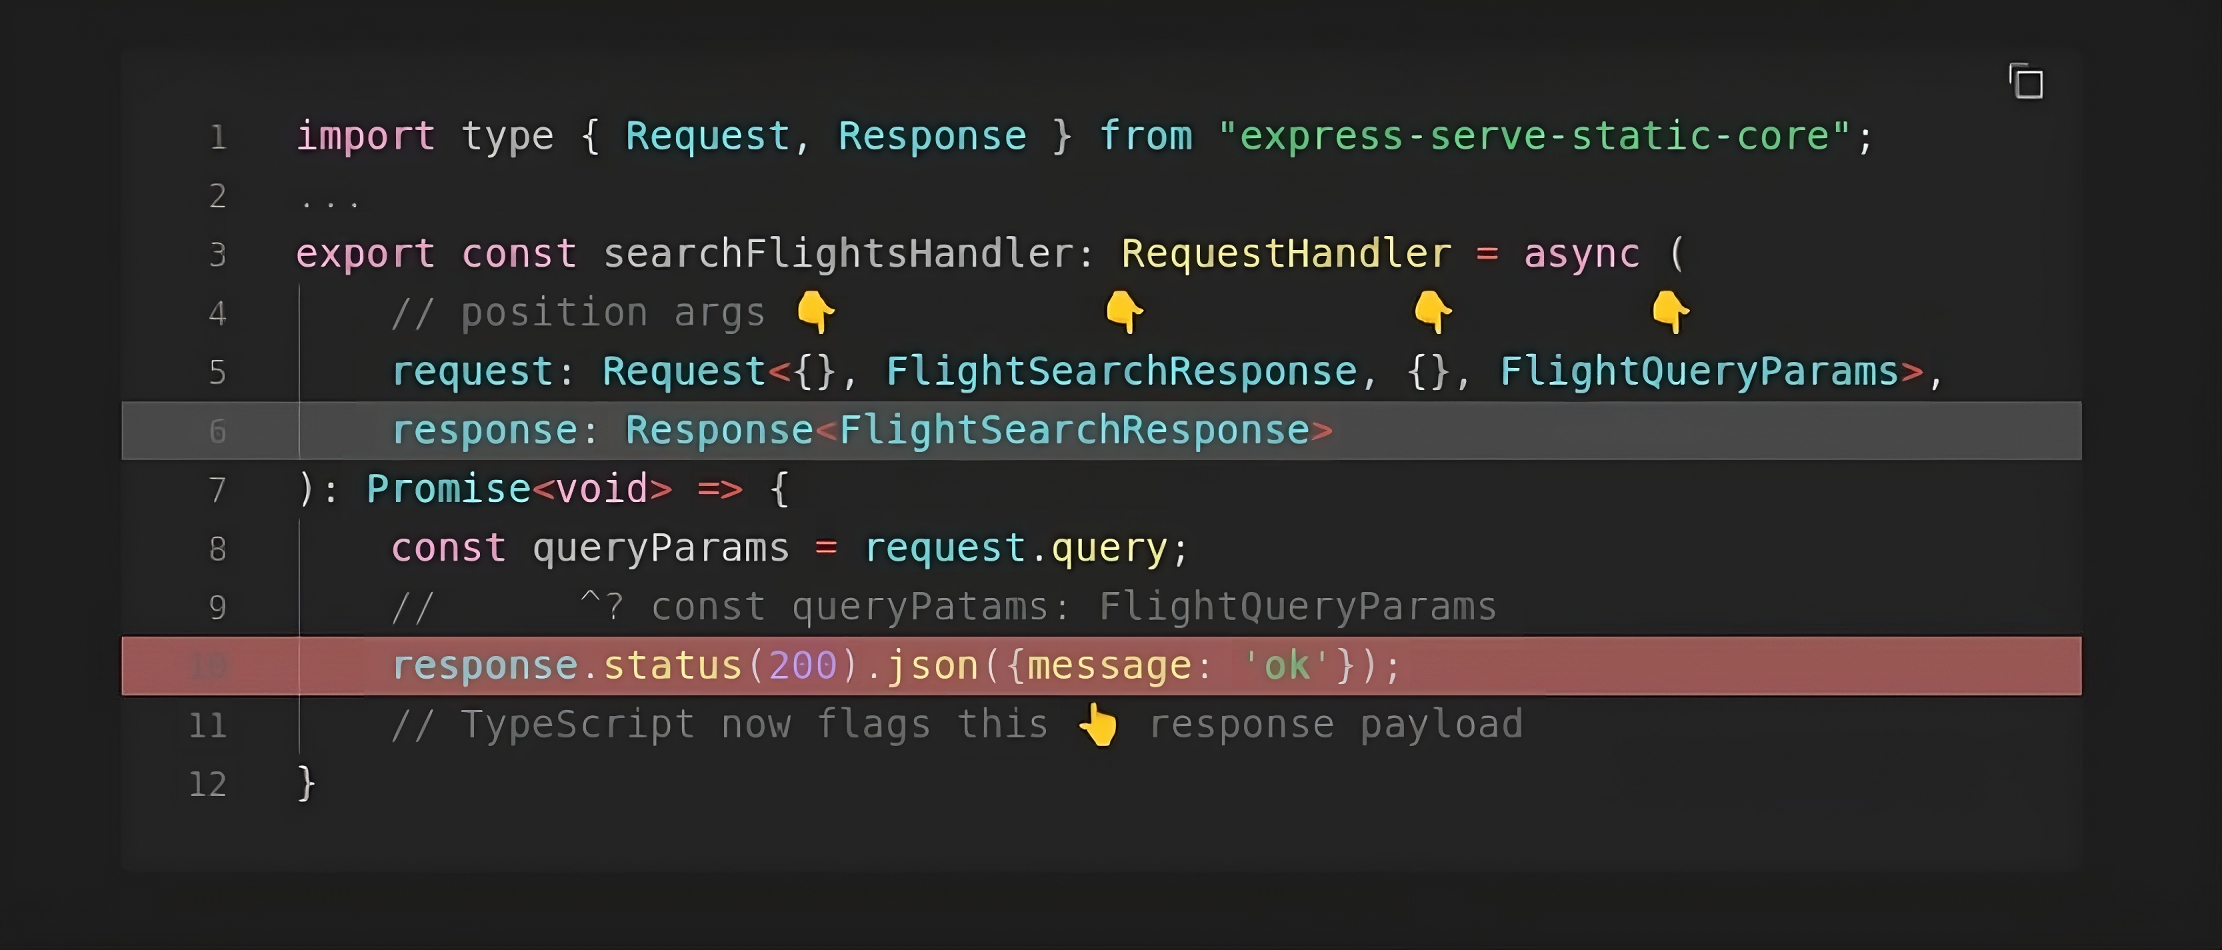 1 import type { Request, Response } from "express-serve-static-core";
2 ...
3 export const searchFlightsHandler: RequestHandler = async (
4 // position args 👇 👇 👇 👇
5 request: Request<{}, FlightSearchResponse, {}, FlightQueryParams>,
6 response: Response<FlightSearchResponse>
7 ): Promise<void> => {
8 const queryParams = request.query;
9 // ^? const queryPatams: FlightQueryParams
10 response.status(200).json({message: 'ok'});
11 // TypeScript now flags this 👆 response payload
12 }